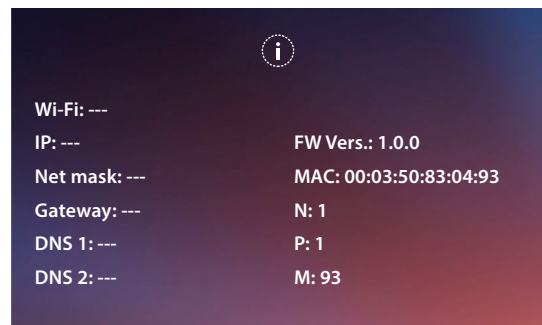 Wi-Fi: ---
IP: ---
Net mask: ---
Gateway: ---
DNS 1: ---
DNS 2: ---
FW Vers.: 1.0.0
MAC: 00:03:50:83:04:93
N: 1
P: 1
M: 93